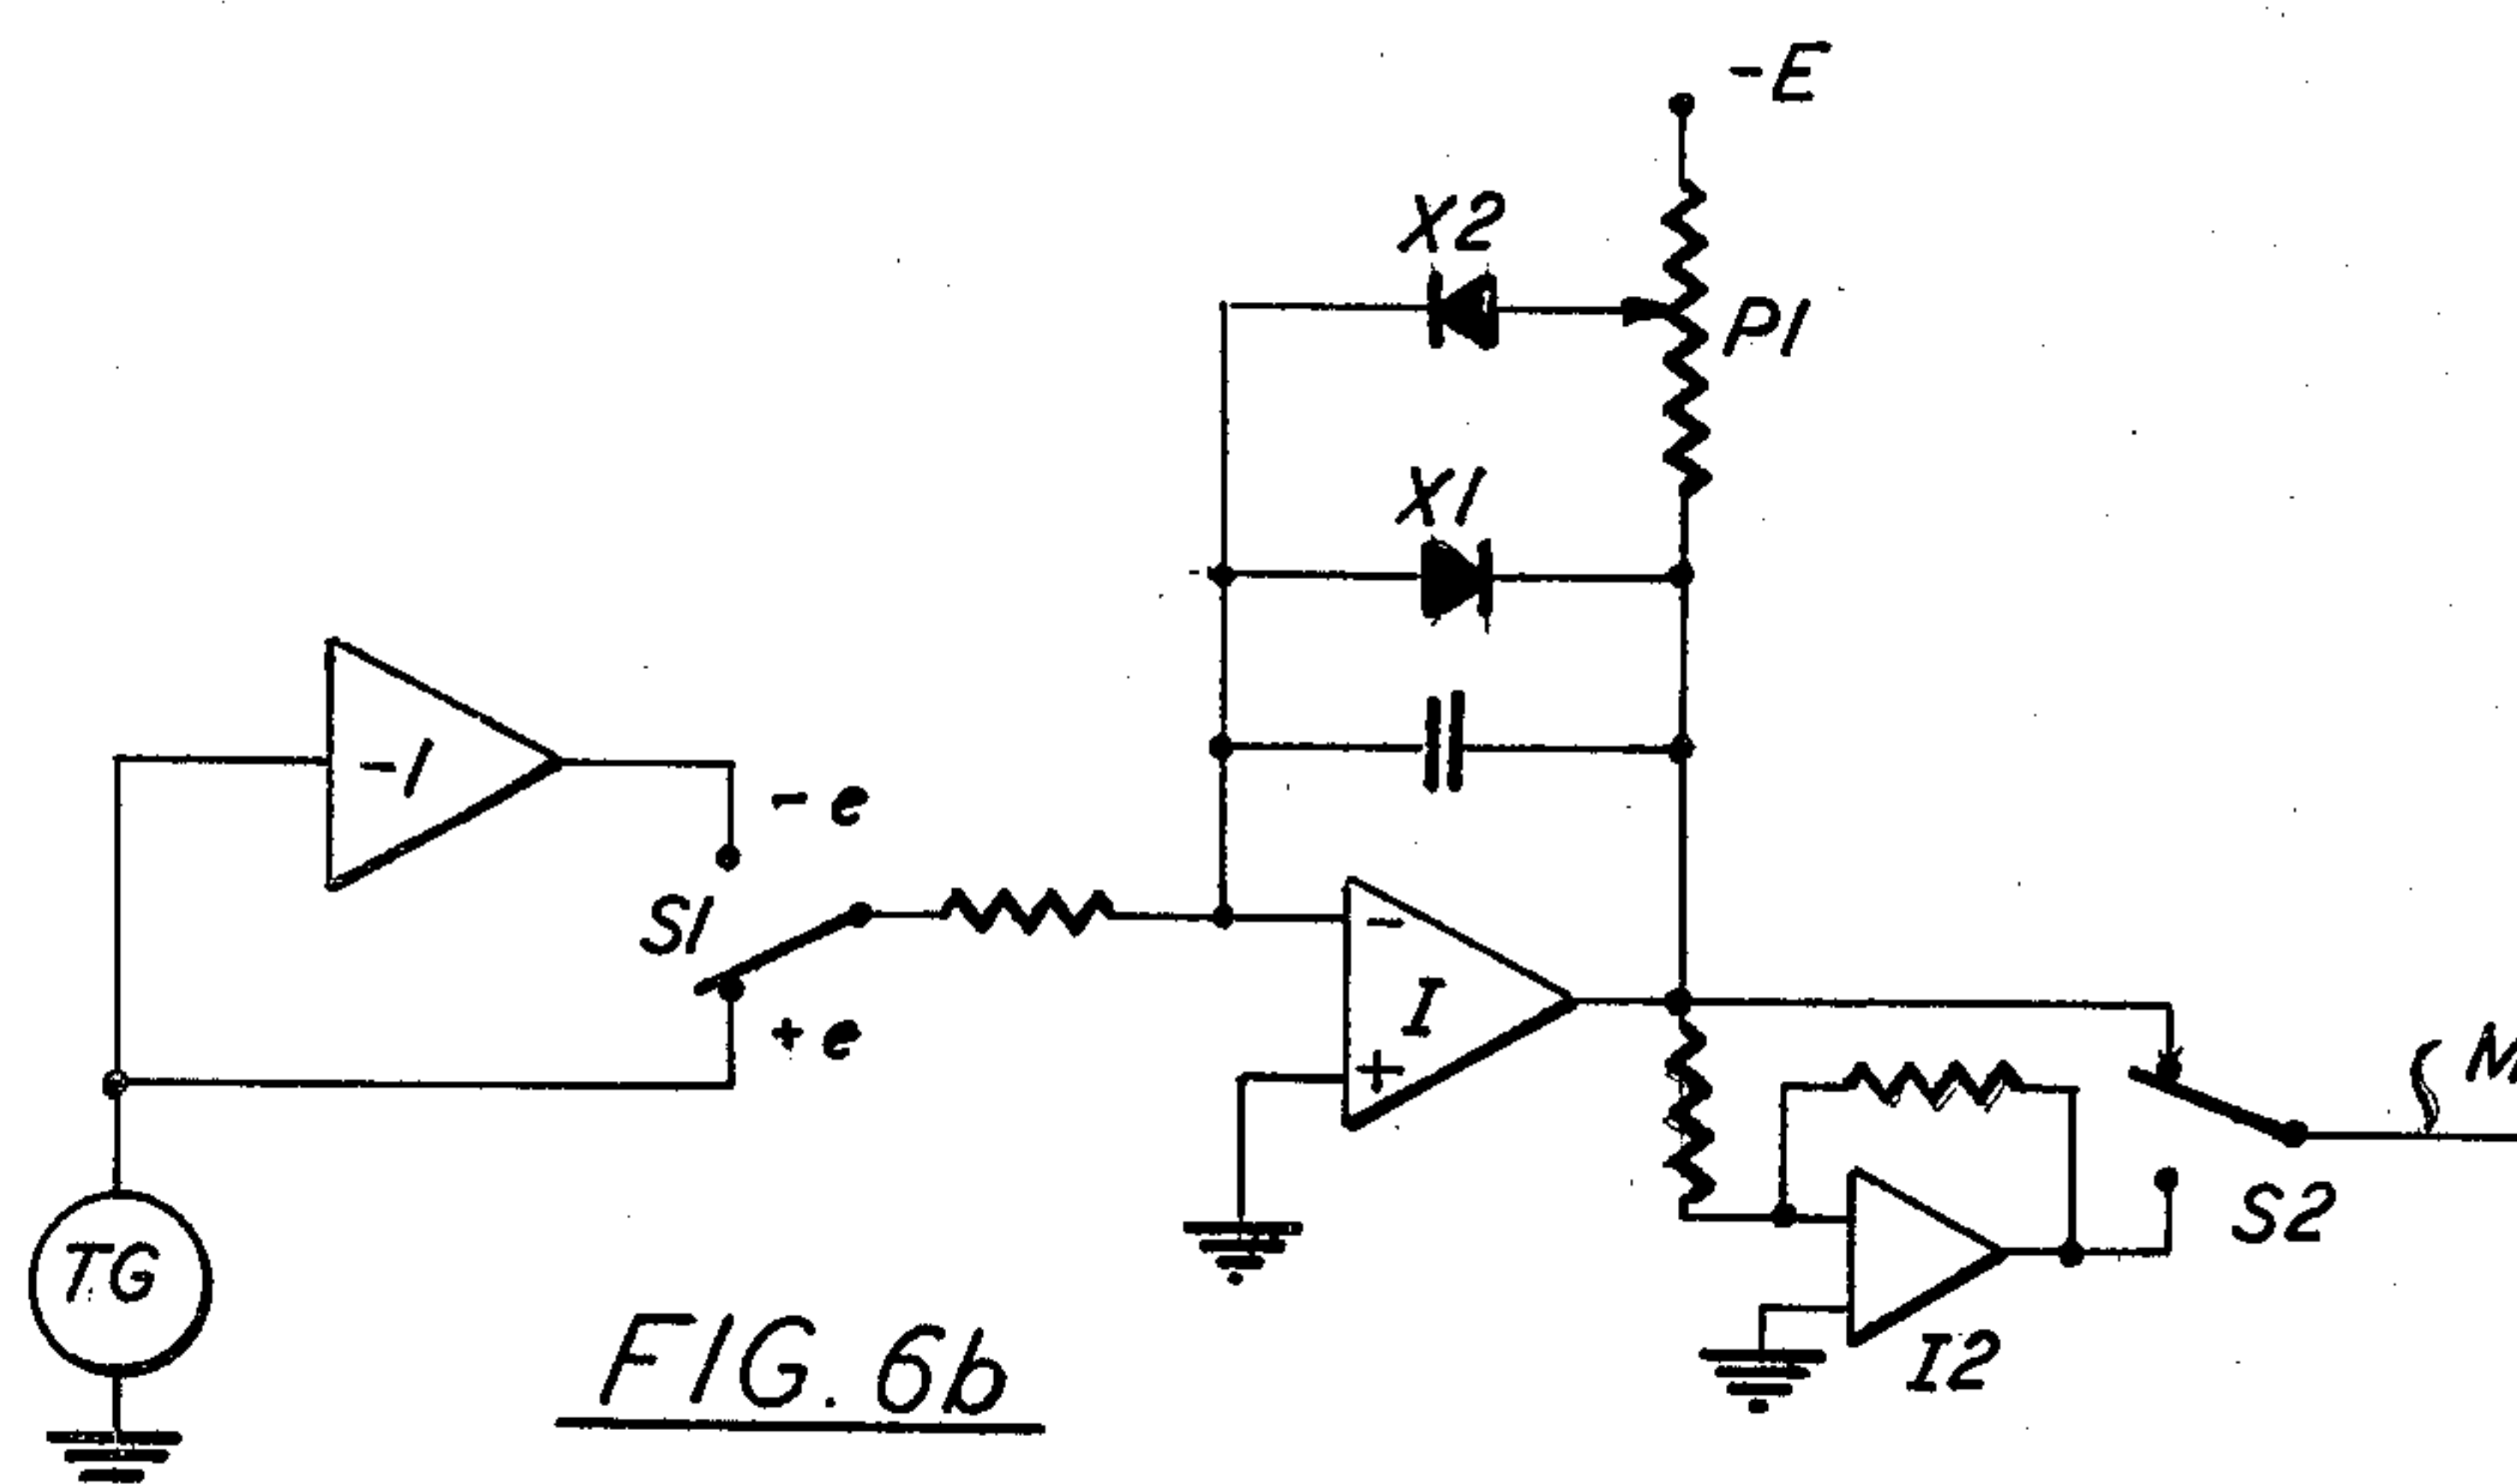 -E
X2
P1
X1
-1
- e
S1
+ e
-
I
+
M
S2
TG
I2
FIG. 6b